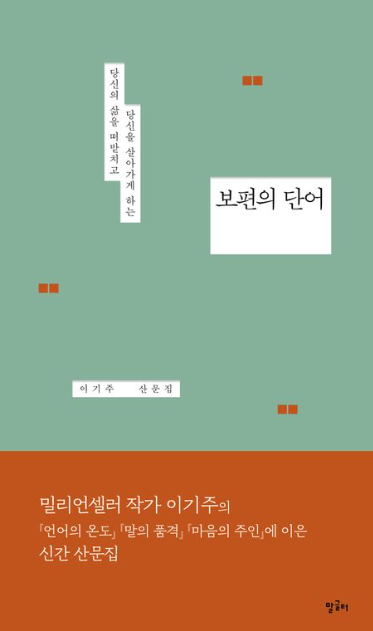 당신의 삶을 떠받치고
당신을 살아가게 하는
보편의 단어
이기주 산문집
밀리언셀러 작가 이기주의
『언어의 온도』 『말의 품격』 『마음의 주인』에 이은
신간 산문집
말글터